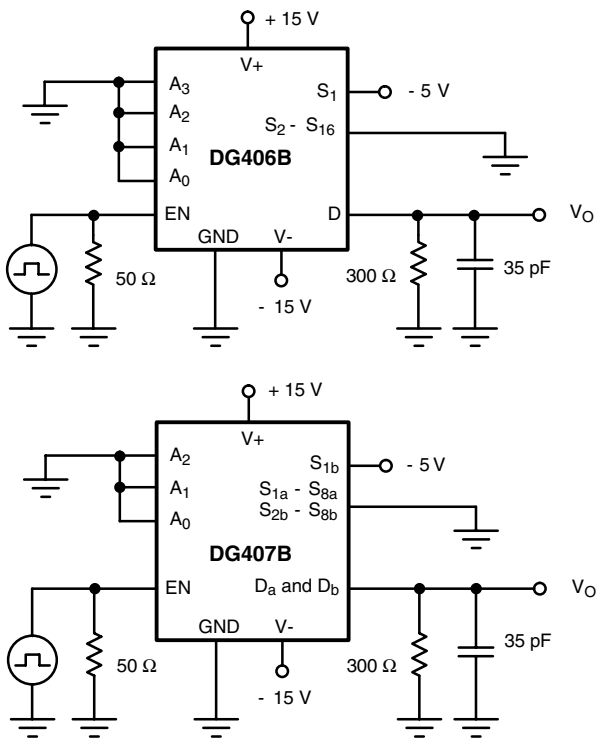 + 15 V
V+
A3
S1
- 5 V
A2
S2 - S16
A1
DG406B
A0
EN
D
VO
GND
V-
50 Ω
300 Ω
35 pF
- 15 V
+ 15 V
V+
A2
S1b
- 5 V
A1
S1a - S8a
A0
S2b - S8b
DG407B
EN
Da and Db
VO
GND
V-
50 Ω
300 Ω
35 pF
- 15 V